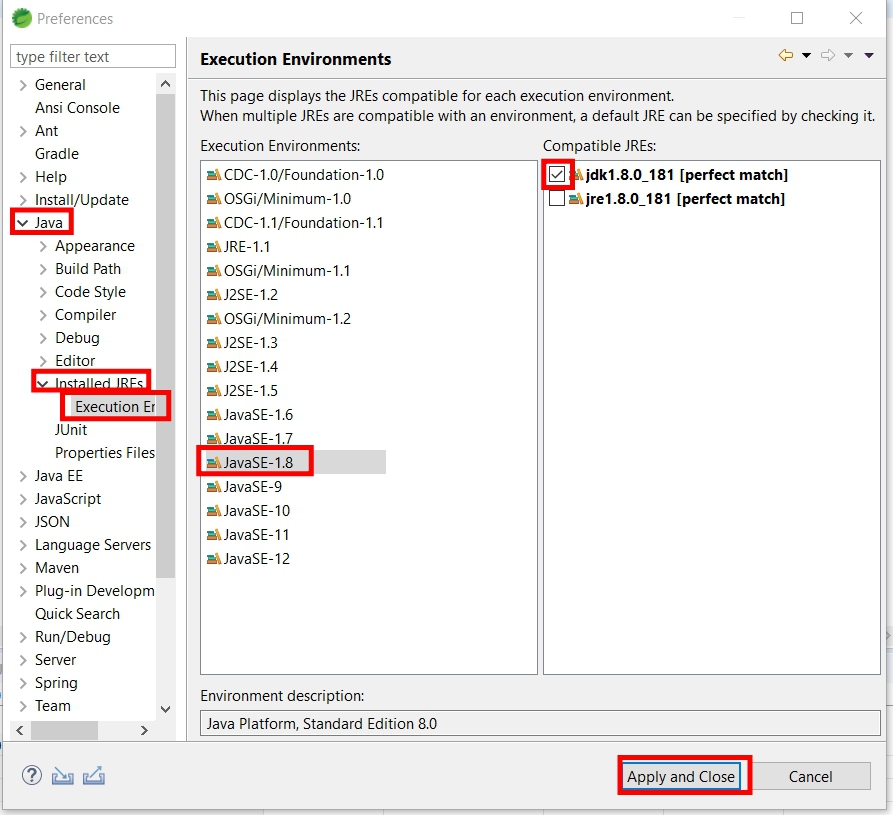 Preferences
type filter text
General
Ansi Console
Ant
Gradle
Help
Install/Update
Java
Appearance
Build Path
Code Style
Compiler
Debug
Editor
Installed JREs
Execution Er
JUnit
Properties Files
Java EE
JavaScript
JSON
Language Servers
Maven
Plug-in Developm
Quick Search
Run/Debug
Server
Spring
Team
Execution Environments
This page displays the JREs compatible for each execution environment.
When multiple JREs are compatible with an environment, a default JRE can be specified by checking it.
Execution Environments:
CDC-1.0/Foundation-1.0
OSGi/Minimum-1.0
CDC-1.1/Foundation-1.1
JRE-1.1
OSGi/Minimum-1.1
J2SE-1.2
OSGi/Minimum-1.2
J2SE-1.3
J2SE-1.4
J2SE-1.5
JavaSE-1.6
JavaSE-1.7
JavaSE-1.8
JavaSE-9
JavaSE-10
JavaSE-11
JavaSE-12
Compatible JREs:
jdk1.8.0_181 [perfect match]
jre1.8.0_181 [perfect match]
Environment description:
Java Platform, Standard Edition 8.0
Apply and Close
Cancel